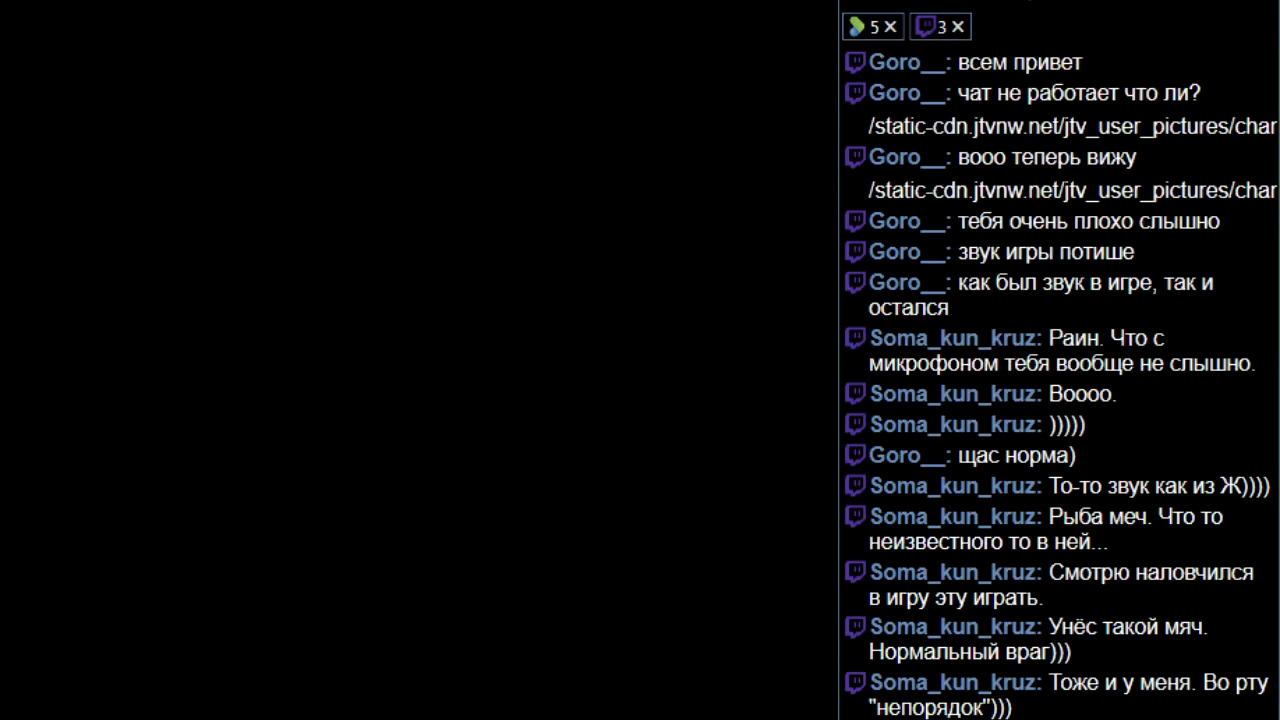 5 3
Goro__: всем привет
Goro__: чат не работает что ли?
/static-cdn.jtvnw.net/jtv_user_pictures/char
Goro__: вооо теперь вижу
/static-cdn.jtvnw.net/jtv_user_pictures/char
Goro__: тебя очень плохо слышно
Goro__: звук игры потише
Goro__: как был звук в игре, так и
остался
Soma_kun_kruz: Раин. Что с
микрофоном тебя вообще не слышно.
Soma_kun_kruz: Воооо.
Soma_kun_kruz: )))))
Goro__: щас норма)
Soma_kun_kruz: То-то звук как из Ж))))
Soma_kun_kruz: Рыба меч. Что то
неизвестного то в ней...
Soma_kun_kruz: Смотрю наловчился
в игру эту играть.
Soma_kun_kruz: Унёс такой мяч.
Нормальный враг)))
Soma_kun_kruz: Тоже и у меня. Во рту
"непорядок")))